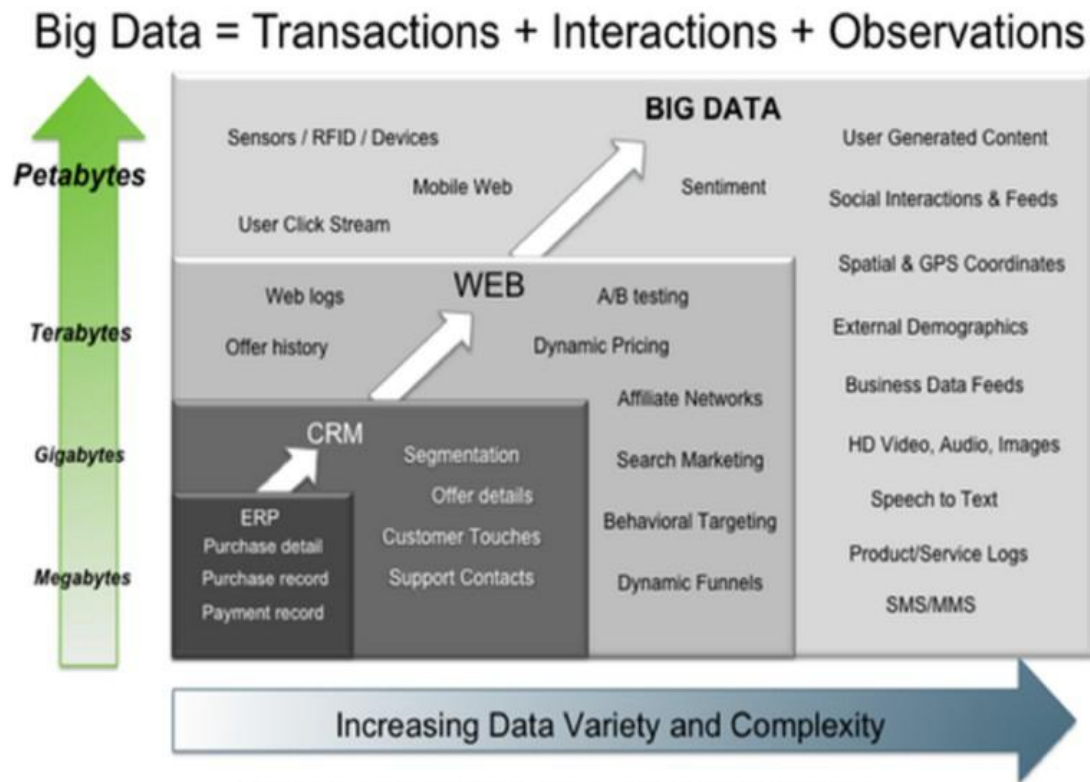 Big Data = Transactions + Interactions + Observations
BIG DATA
Sensors / RFID / Devices
User Generated Content
Petabytes
Mobile Web
Sentiment
Social Interactions & Feeds
User Click Stream
Spatial & GPS Coordinates
WEB
Web logs
A/B testing
External Demographics
Terabytes
Offer history
Dynamic Pricing
Business Data Feeds
Affiliate Networks
CRM
HD Video, Audio, Images
Gigabytes
Segmentation
Search Marketing
Offer details
Speech to Text
ERP
Purchase detail
Customer Touches
Behavioral Targeting
Product/Service Logs
Megabytes
Purchase record
Support Contacts
Dynamic Funnels
SMS/MMS
Payment record
Increasing Data Variety and Complexity